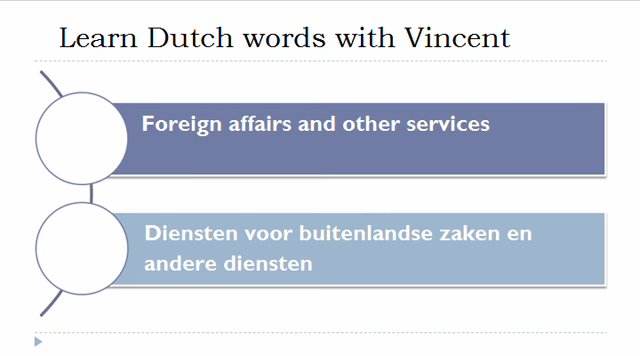 Learn Dutch words with Vincent
Foreign affairs and other services
Diensten voor buitenlandse zaken en
andere diensten